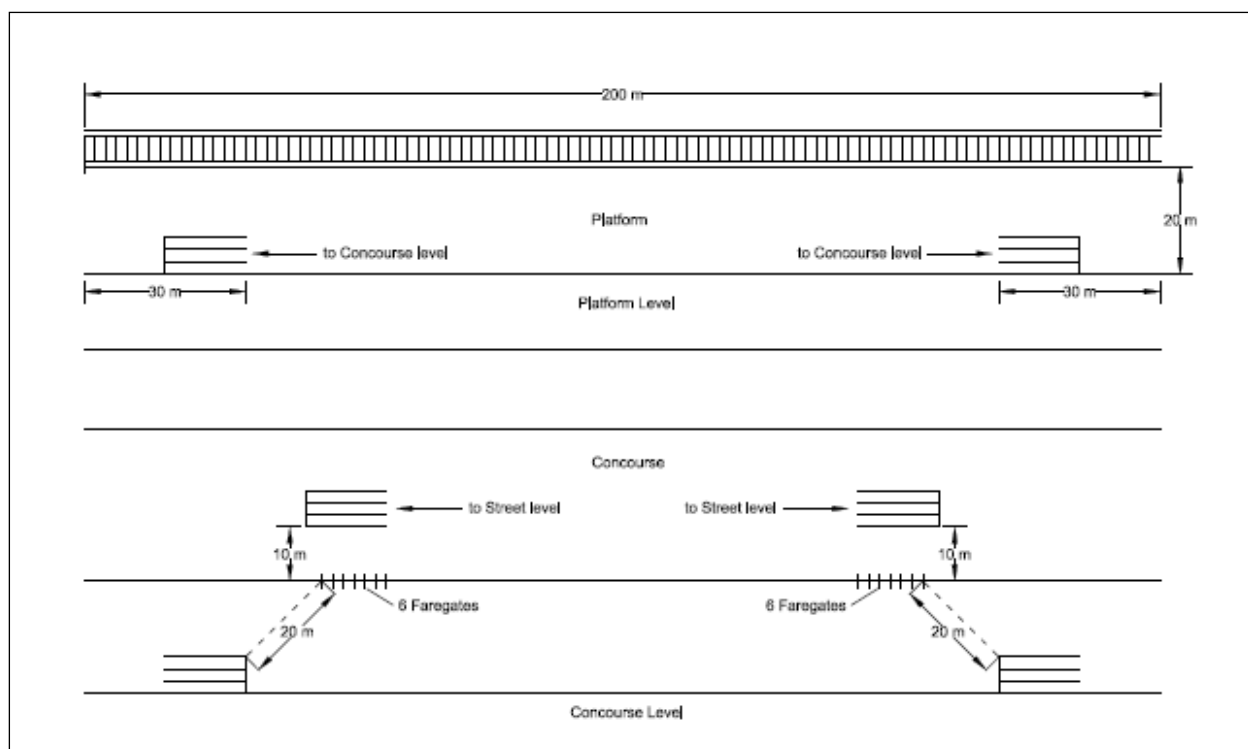 200 m
Platform
20 m
to Concourse level
to Concourse level
30 m
30 m
Platform Level
Concourse
to Street level
to Street level
10 m
10 m
6 Faregates
6 Faregates
20 m
20 m
Concourse Level